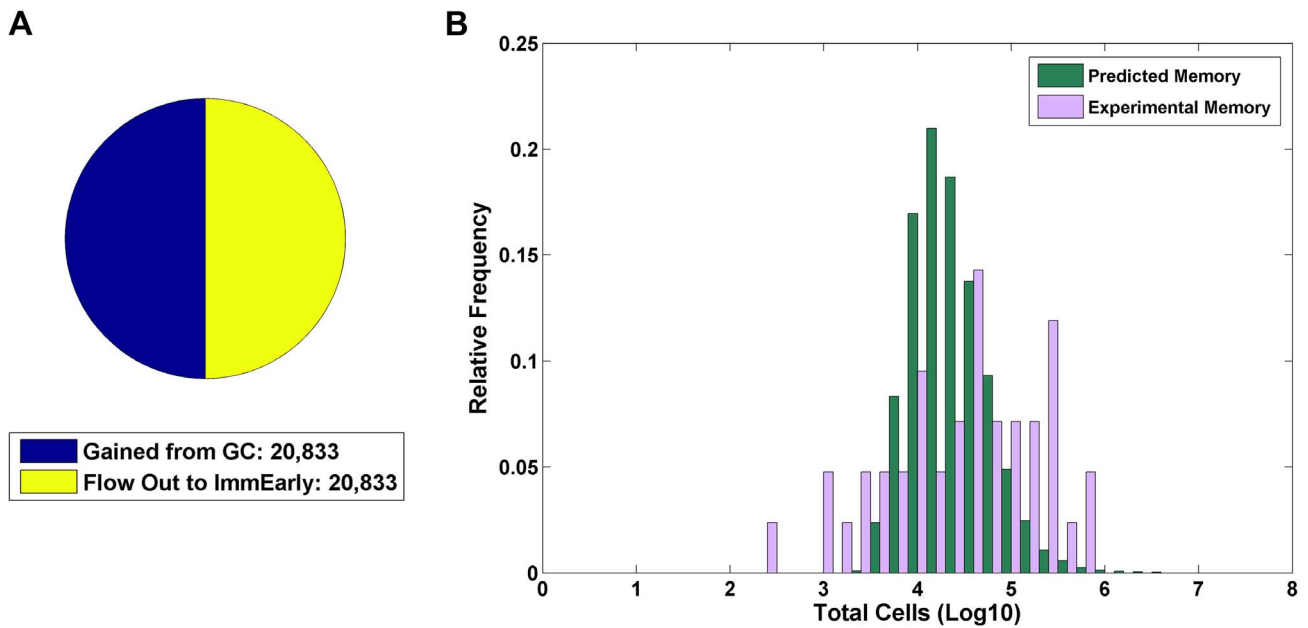 A
Gained from GC: 20,833
Flow Out to ImmEarly: 20,833
B
0.25
0.2
0.15
0.1
0.05
0
Relative Frequency
Predicted Memory
Experimental Memory
0 1 2 3 4 5 6 7 8
Total Cells (Log10)